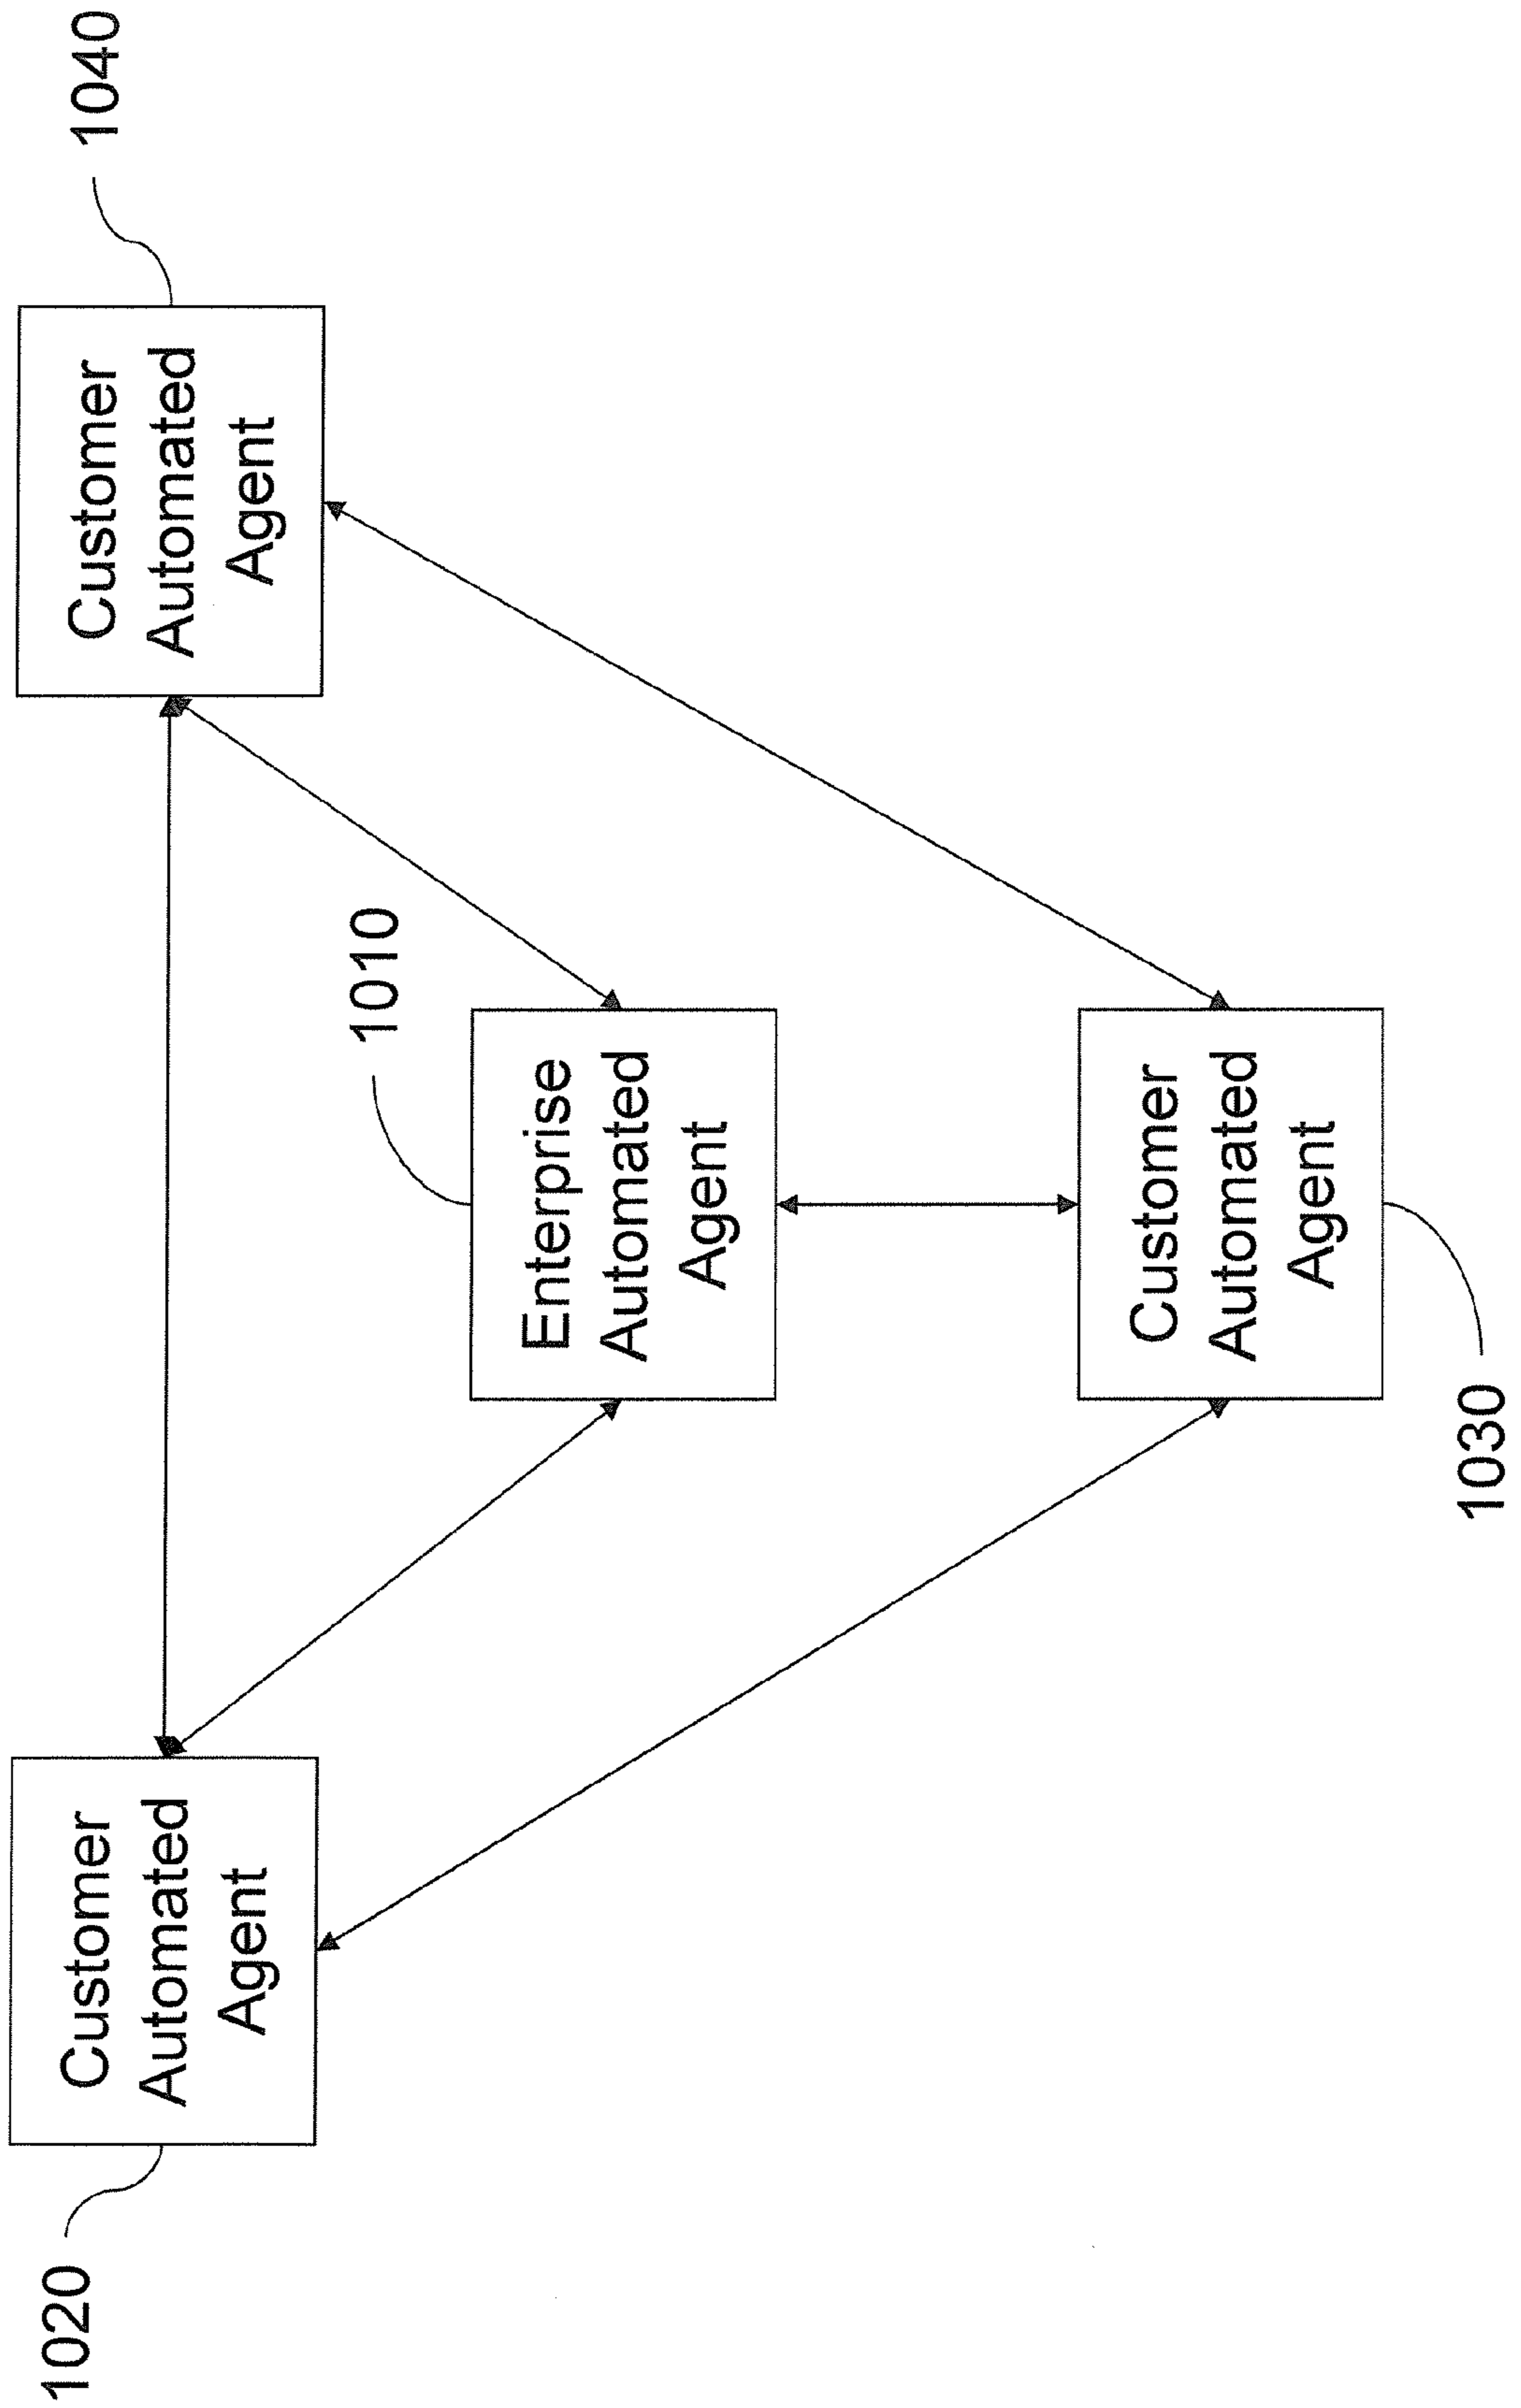 1020
Customer
Automated
Agent
1010
Enterprise
Automated
Agent
1040
Customer
Automated
Agent
Customer
Automated
Agent
1030